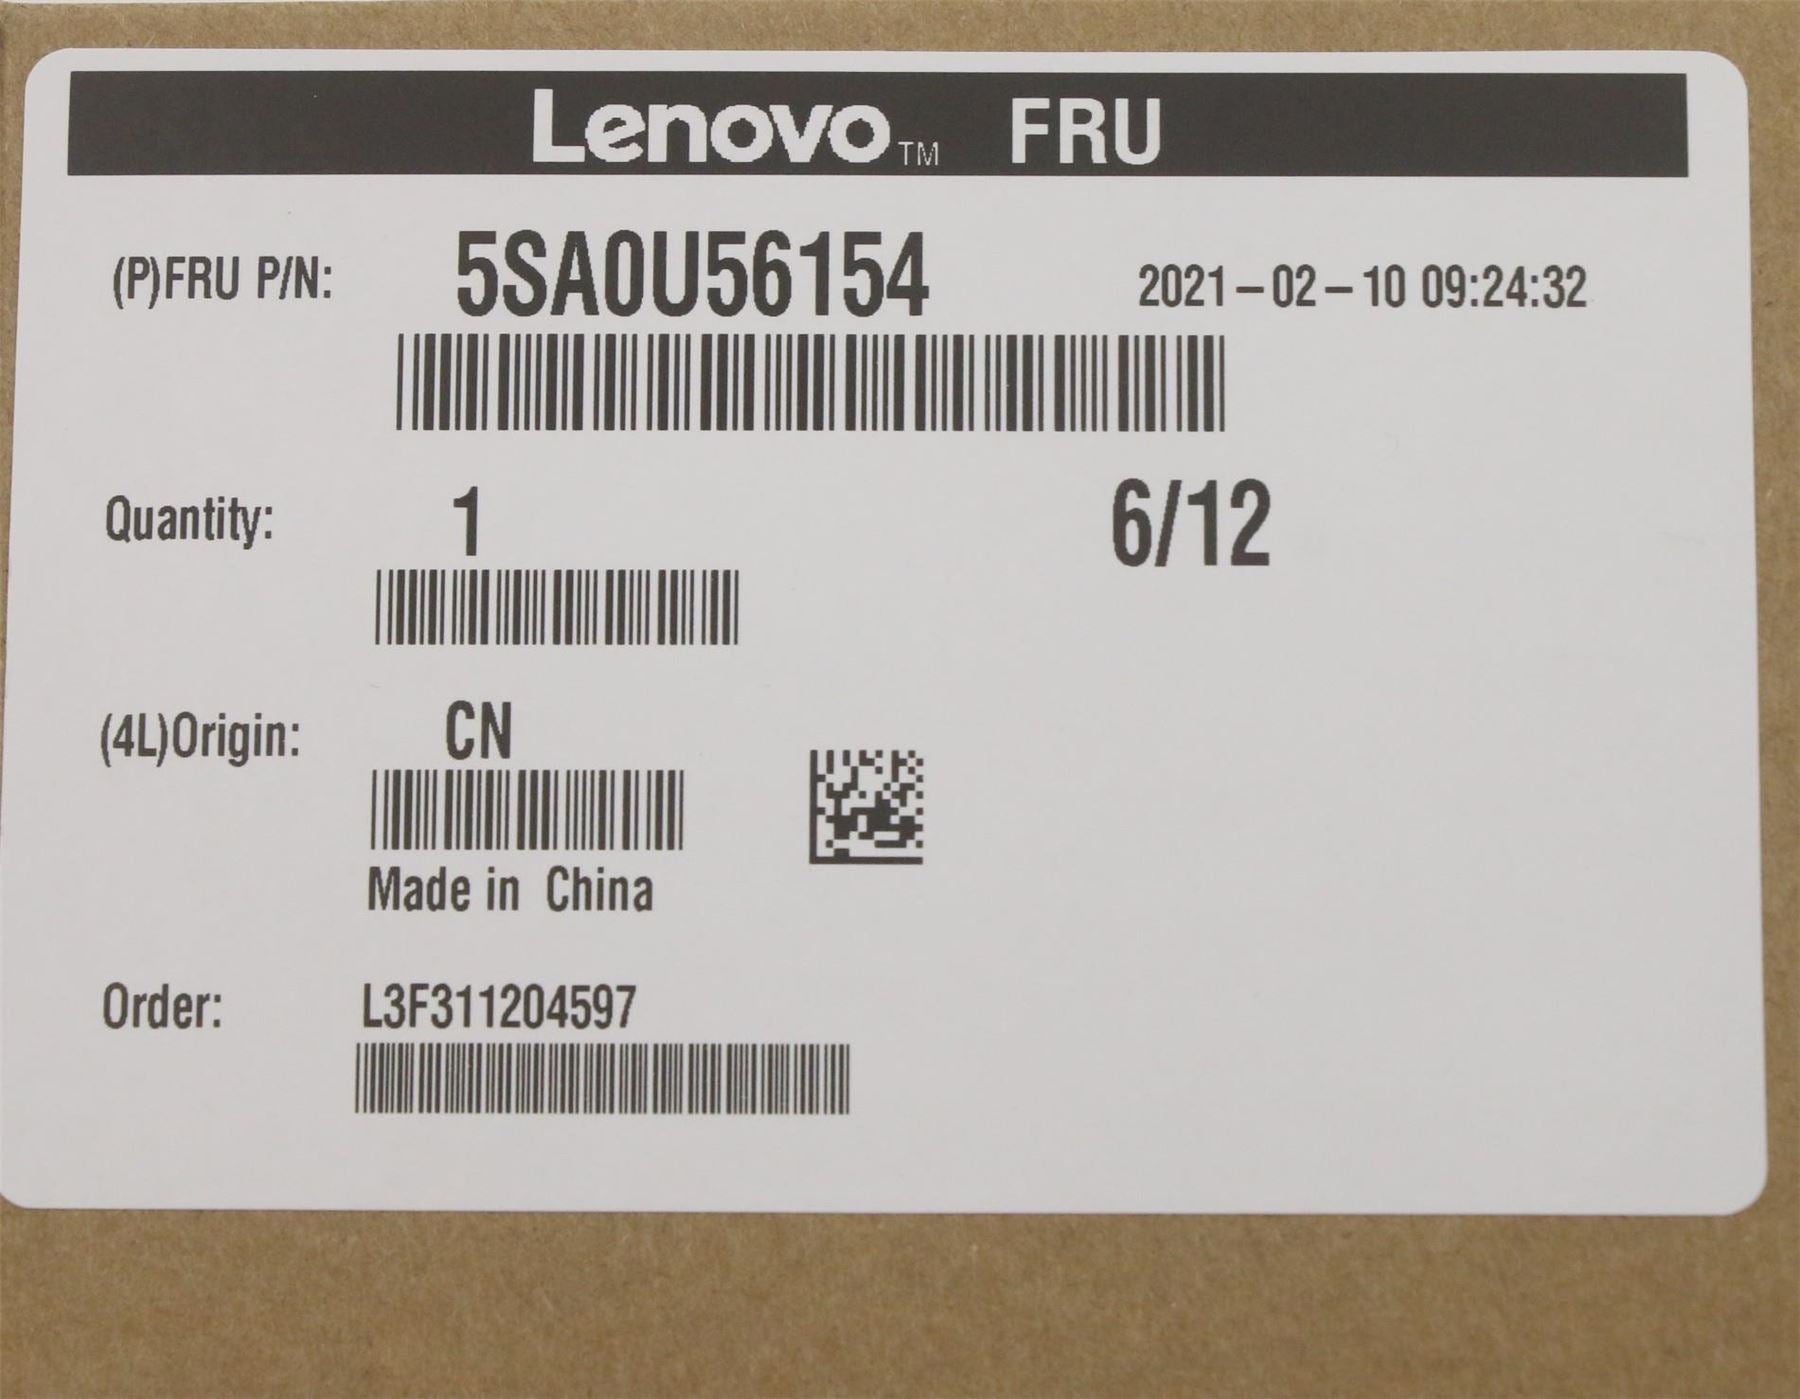 Lenovo™ FRU
(P)FRU P/N: 5SA0U56154 2021-02-10 09:24:32
Quantity: 1 6/12
(4L)Origin: CN
Made in China
Order: L3F311204597